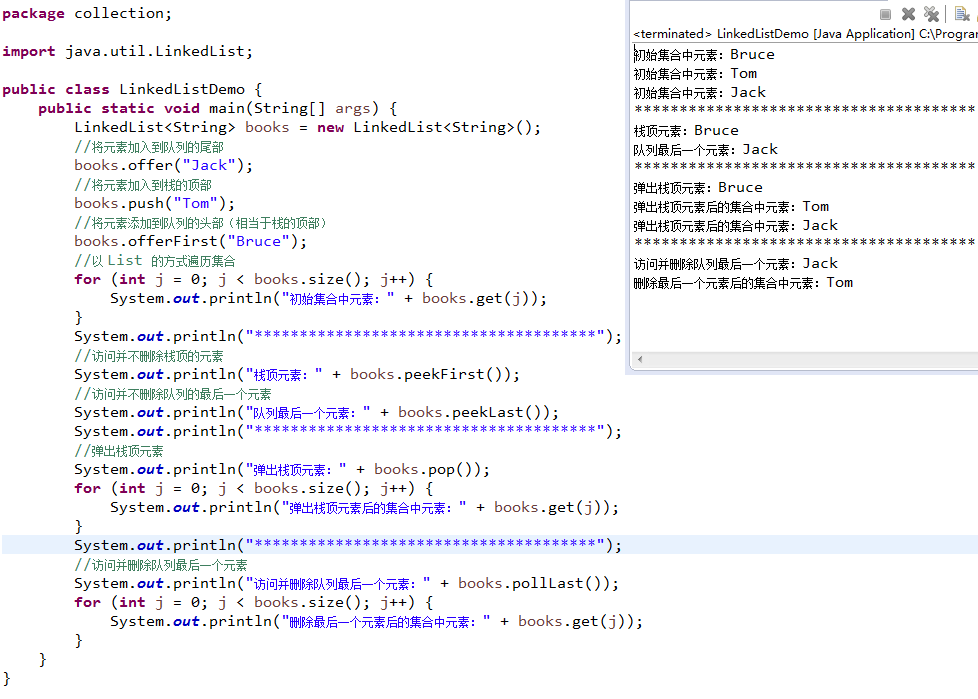 package collection;
import java.util.LinkedList;
public class LinkedListDemo {
    public static void main(String[] args) {
        LinkedList<String> books = new LinkedList<String>();
        //将元素加入到队列的尾部
        books.offer("Jack");
        //将元素加入到栈的顶部
        books.push("Tom");
        //将元素添加到队列的头部（相当于栈的顶部）
        books.offerFirst("Bruce");
        //以 List 的方式遍历集合
        for (int j = 0; j < books.size(); j++) {
            System.out.println("初始集合中元素：" + books.get(j));
        }
        System.out.println("**************************************");
        //访问并不删除栈顶的元素
        System.out.println("栈顶元素：" + books.peekFirst());
        //访问并不删除队列的最后一个元素
        System.out.println("队列最后一个元素：" + books.peekLast());
        System.out.println("**************************************");
        //弹出栈顶元素
        System.out.println("弹出栈顶元素：" + books.pop());
        for (int j = 0; j < books.size(); j++) {
            System.out.println("弹出栈顶元素后的集合中元素：" + books.get(j));
        }
        System.out.println("**************************************");
        //访问并删除队列最后一个元素
        System.out.println("访问并删除队列最后一个元素：" + books.pollLast());
        for (int j = 0; j < books.size(); j++) {
            System.out.println("删除最后一个元素后的集合中元素：" + books.get(j));
        }
    }
}
<terminated> LinkedListDemo [Java Application] C:\Progran
初始集合中元素：Bruce
初始集合中元素：Tom
初始集合中元素：Jack
**************************************
栈顶元素：Bruce
队列最后一个元素：Jack
**************************************
弹出栈顶元素：Bruce
弹出栈顶元素后的集合中元素：Tom
弹出栈顶元素后的集合中元素：Jack
**************************************
访问并删除队列最后一个元素：Jack
删除最后一个元素后的集合中元素：Tom